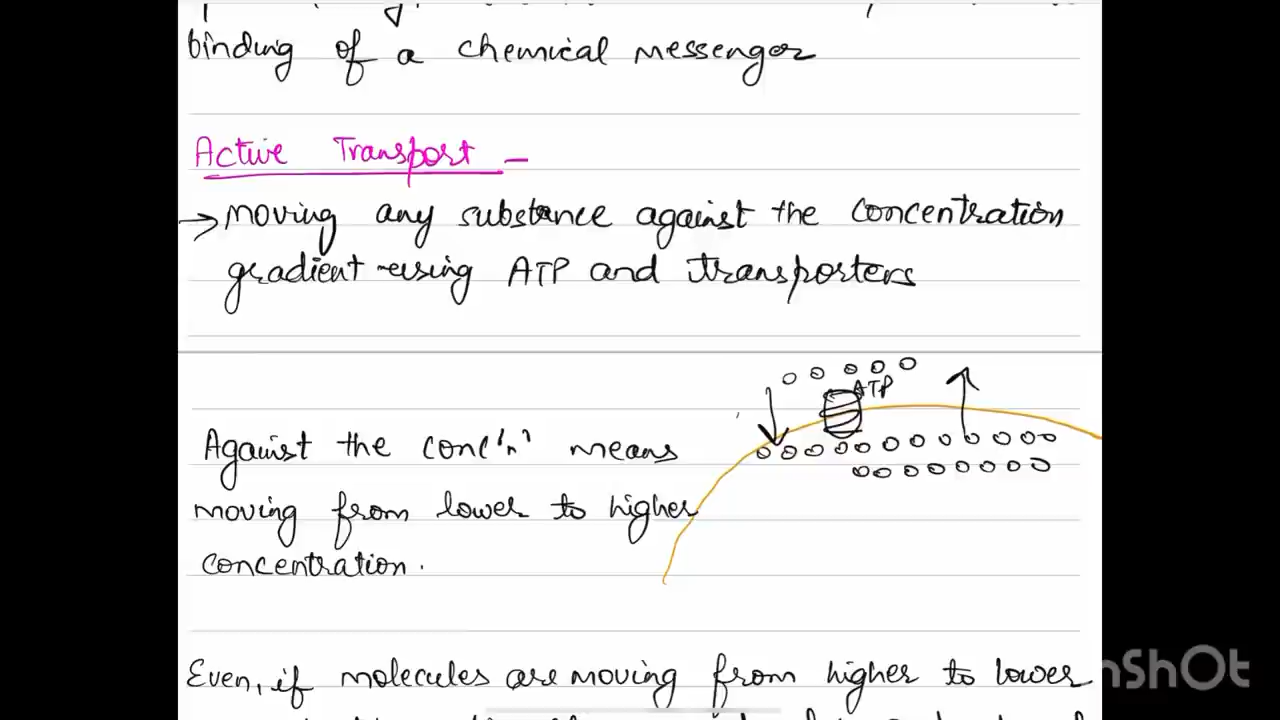 binding of a chemical messenger
Active Transport -
→ Moving any substance against the concentration
gradient using ATP and transporters
ATP
Against the conc'n' means
moving from lower to higher
concentration.
Even, if molecules are moving from higher to lower
nShOt